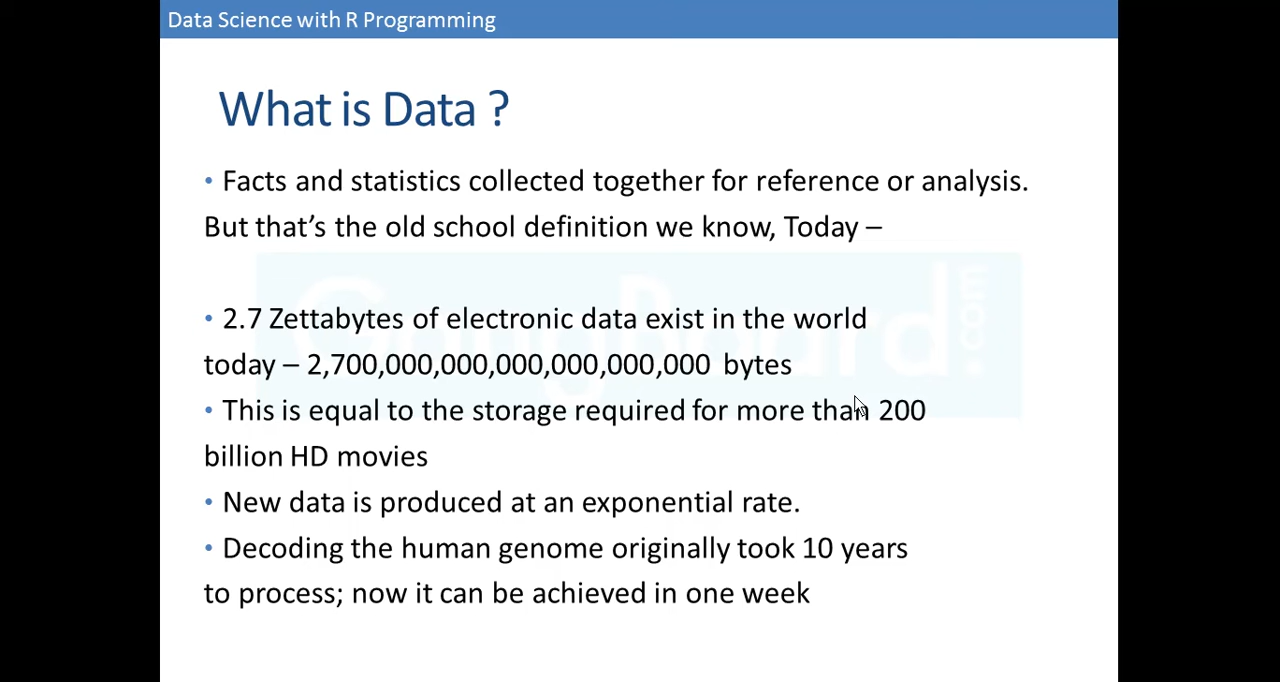 Data Science with R Programming
What is Data ?
• Facts and statistics collected together for reference or analysis.
But that’s the old school definition we know, Today –
• 2.7 Zettabytes of electronic data exist in the world
today – 2,700,000,000,000,000,000,000 bytes
• This is equal to the storage required for more than 200
billion HD movies
• New data is produced at an exponential rate.
• Decoding the human genome originally took 10 years
to process; now it can be achieved in one week
.com